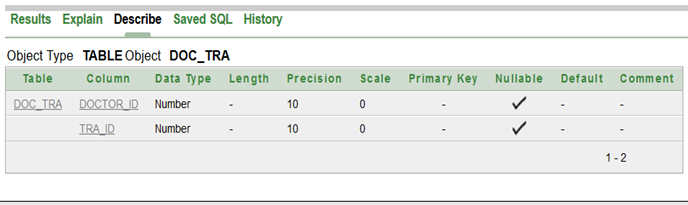 Results Explain Describe Saved SQL History
Object Type TABLE Object DOC_TRA
Table Column Data Type Length Precision Scale Primary Key Nullable Default Comment
DOC_TRA DOCTOR_ID Number - 10 0 - ✓ - -
TRA_ID Number - 10 0 - ✓ - -
1 - 2